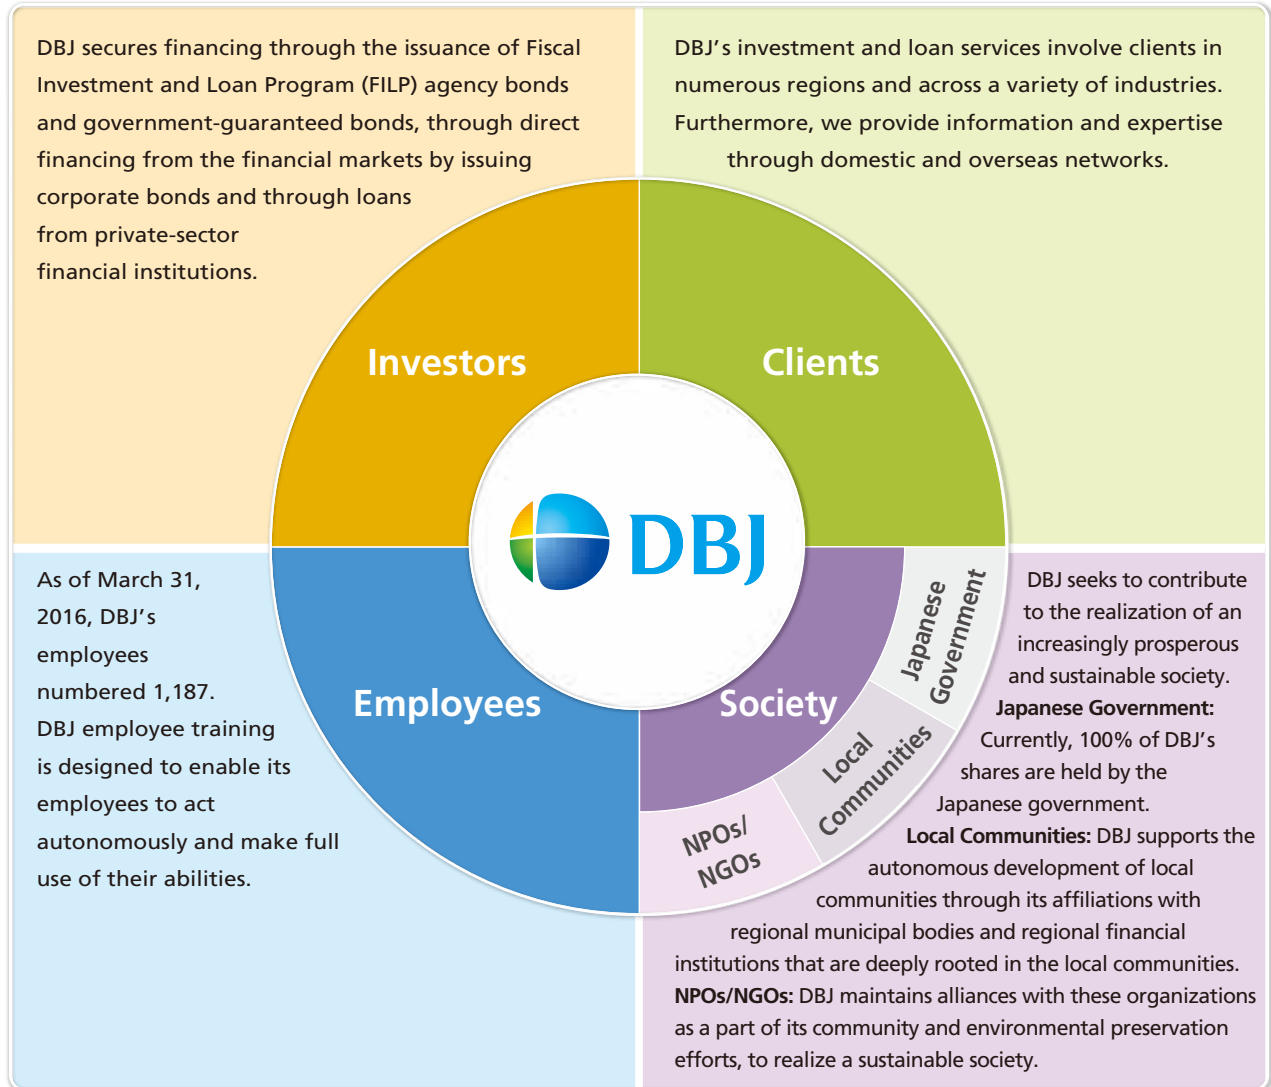 DBJ secures financing through the issuance of Fiscal
Investment and Loan Program (FILP) agency bonds
and government-guaranteed bonds, through direct
financing from the financial markets by issuing
corporate bonds and through loans
from private-sector
financial institutions.
DBJ's investment and loan services involve clients in
numerous regions and across a variety of industries.
Furthermore, we provide information and expertise
through domestic and overseas networks.
Investors
Clients
DBJ
Employees
Society
Japanese
Government
Local
Communities
NPOs/
NGOs
As of March 31,
2016, DBJ's
employees
numbered 1,187.
DBJ employee training
is designed to enable its
employees to act
autonomously and make full
use of their abilities.
DBJ seeks to contribute
to the realization of an
increasingly prosperous
and sustainable society.
Japanese Government:
Currently, 100% of DBJ's
shares are held by the
Japanese government.
Local Communities: DBJ supports the
autonomous development of local
communities through its affiliations with
regional municipal bodies and regional financial
institutions that are deeply rooted in the local communities.
NPOs/NGOs: DBJ maintains alliances with these organizations
as a part of its community and environmental preservation
efforts, to realize a sustainable society.